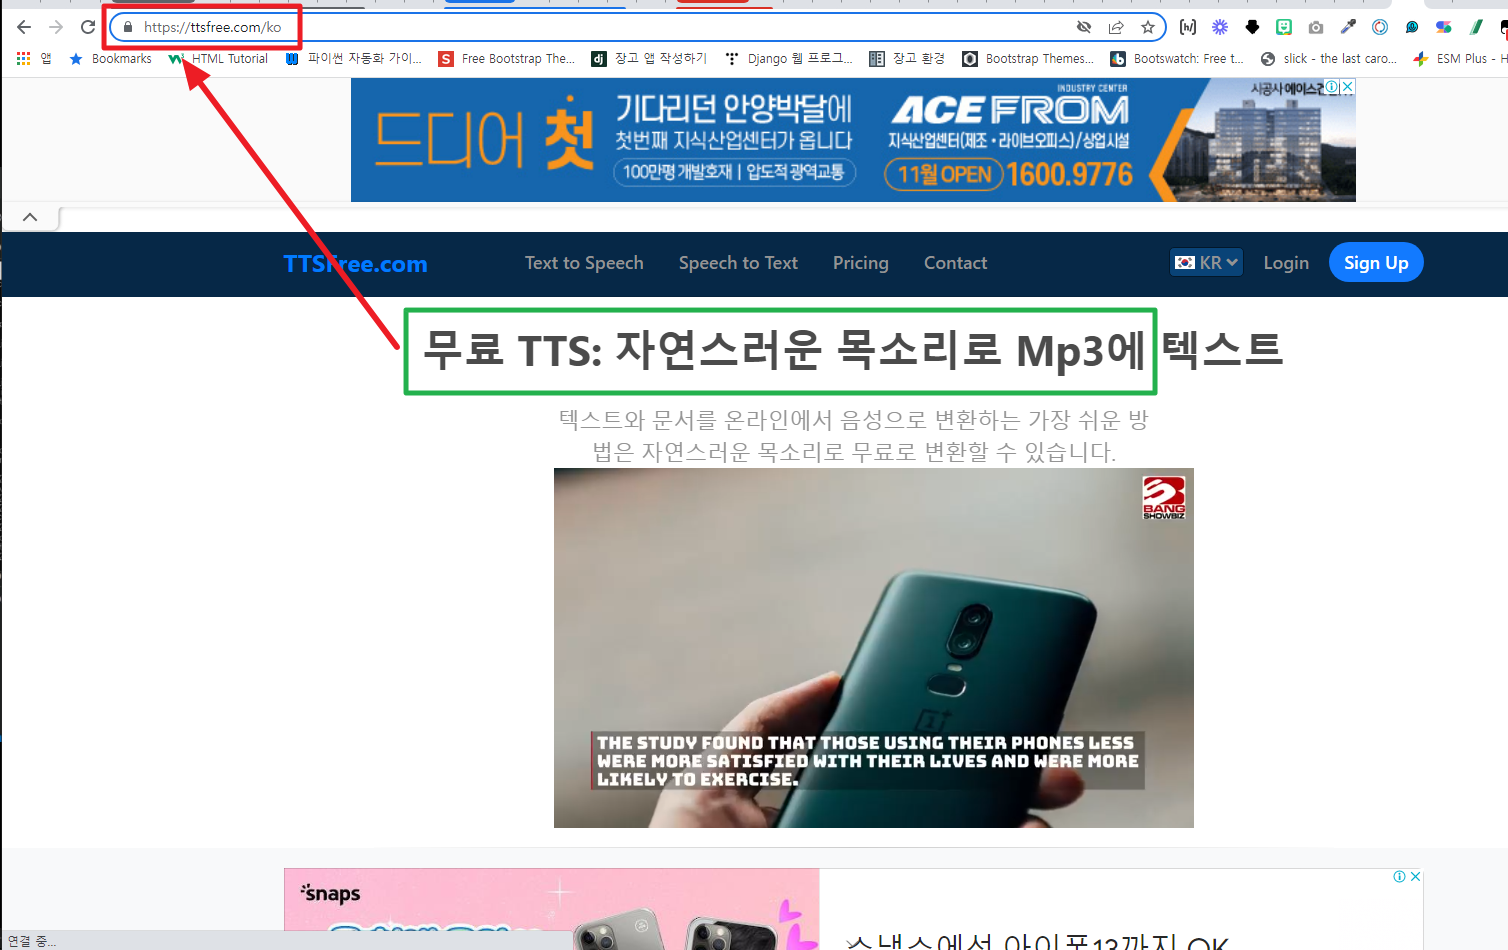 https://ttsfree.com/ko
앱
Bookmarks
HTML Tutorial
파이썬 자동화 가이...
Free Bootstrap The...
장고 앱 작성하기
Django 웹 프로그...
장고 환경
Bootstrap Themes...
Bootswatch: Free t...
slick - the last caro...
ESM Plus - H
드디어 첫
기다리던 안양박달에
첫번째 지식산업센터가 옵니다
100만평 개발호재 | 압도적 광역교통
INDUSTRY CENTER
ACE FROM
지식산업센터(제조·라이브오피스)/상업시설
11월 OPEN 1600.9776
시공사 에이스건
TTSFree.com
Text to Speech
Speech to Text
Pricing
Contact
KR
Login
Sign Up
무료 TTS: 자연스러운 목소리로 Mp3에 텍스트
텍스트와 문서를 온라인에서 음성으로 변환하는 가장 쉬운 방
법은 자연스러운 목소리로 무료로 변환할 수 있습니다.
BANG
SHOWBIZ
THE STUDY FOUND THAT THOSE USING THEIR PHONES LESS
WERE MORE SATISFIED WITH THEIR LIVES AND WERE MORE
LIKELY TO EXERCISE.
snaps
스냅스에선 아이폰13까지 OK
연결 중...